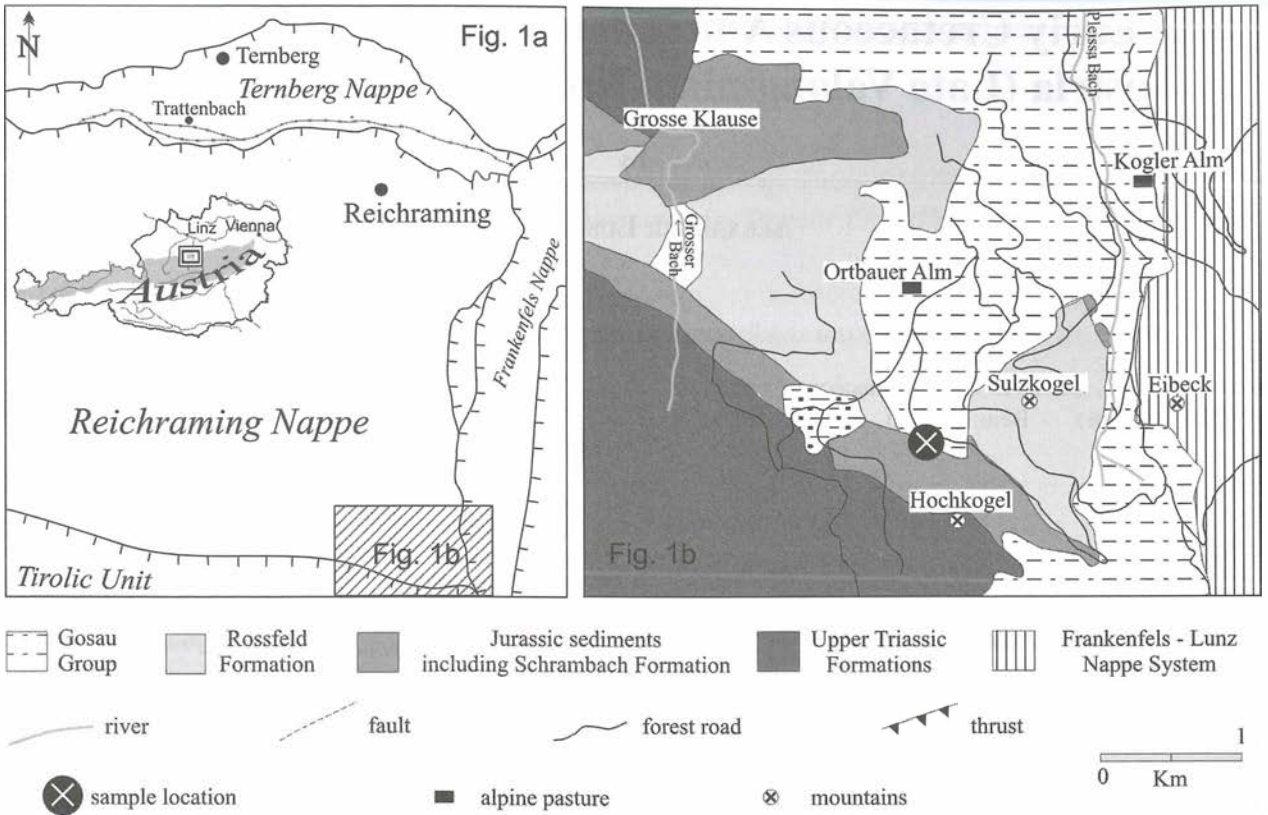 N
Fig. 1a
Ternberg
Ternberg Nappe
Trattenbach
Reichraming
Linz
Vienna
Austria
Frankenfels Nappe
Reichraming Nappe
Fig. 1b
Tirolic Unit
Pleissa Bach
Grosse Klause
Kogler Alm
Grosser
Bach
Ortbauer Alm
Sulzkogel
Eibeck
Hochkogel
Fig. 1b
Gosau
Group
Rossfeld
Formation
Jurassic sediments
including Schrambach Formation
Upper Triassic
Formations
Frankenfels - Lunz
Nappe System
river
fault
forest road
thrust
0 Km 1
sample location
alpine pasture
mountains